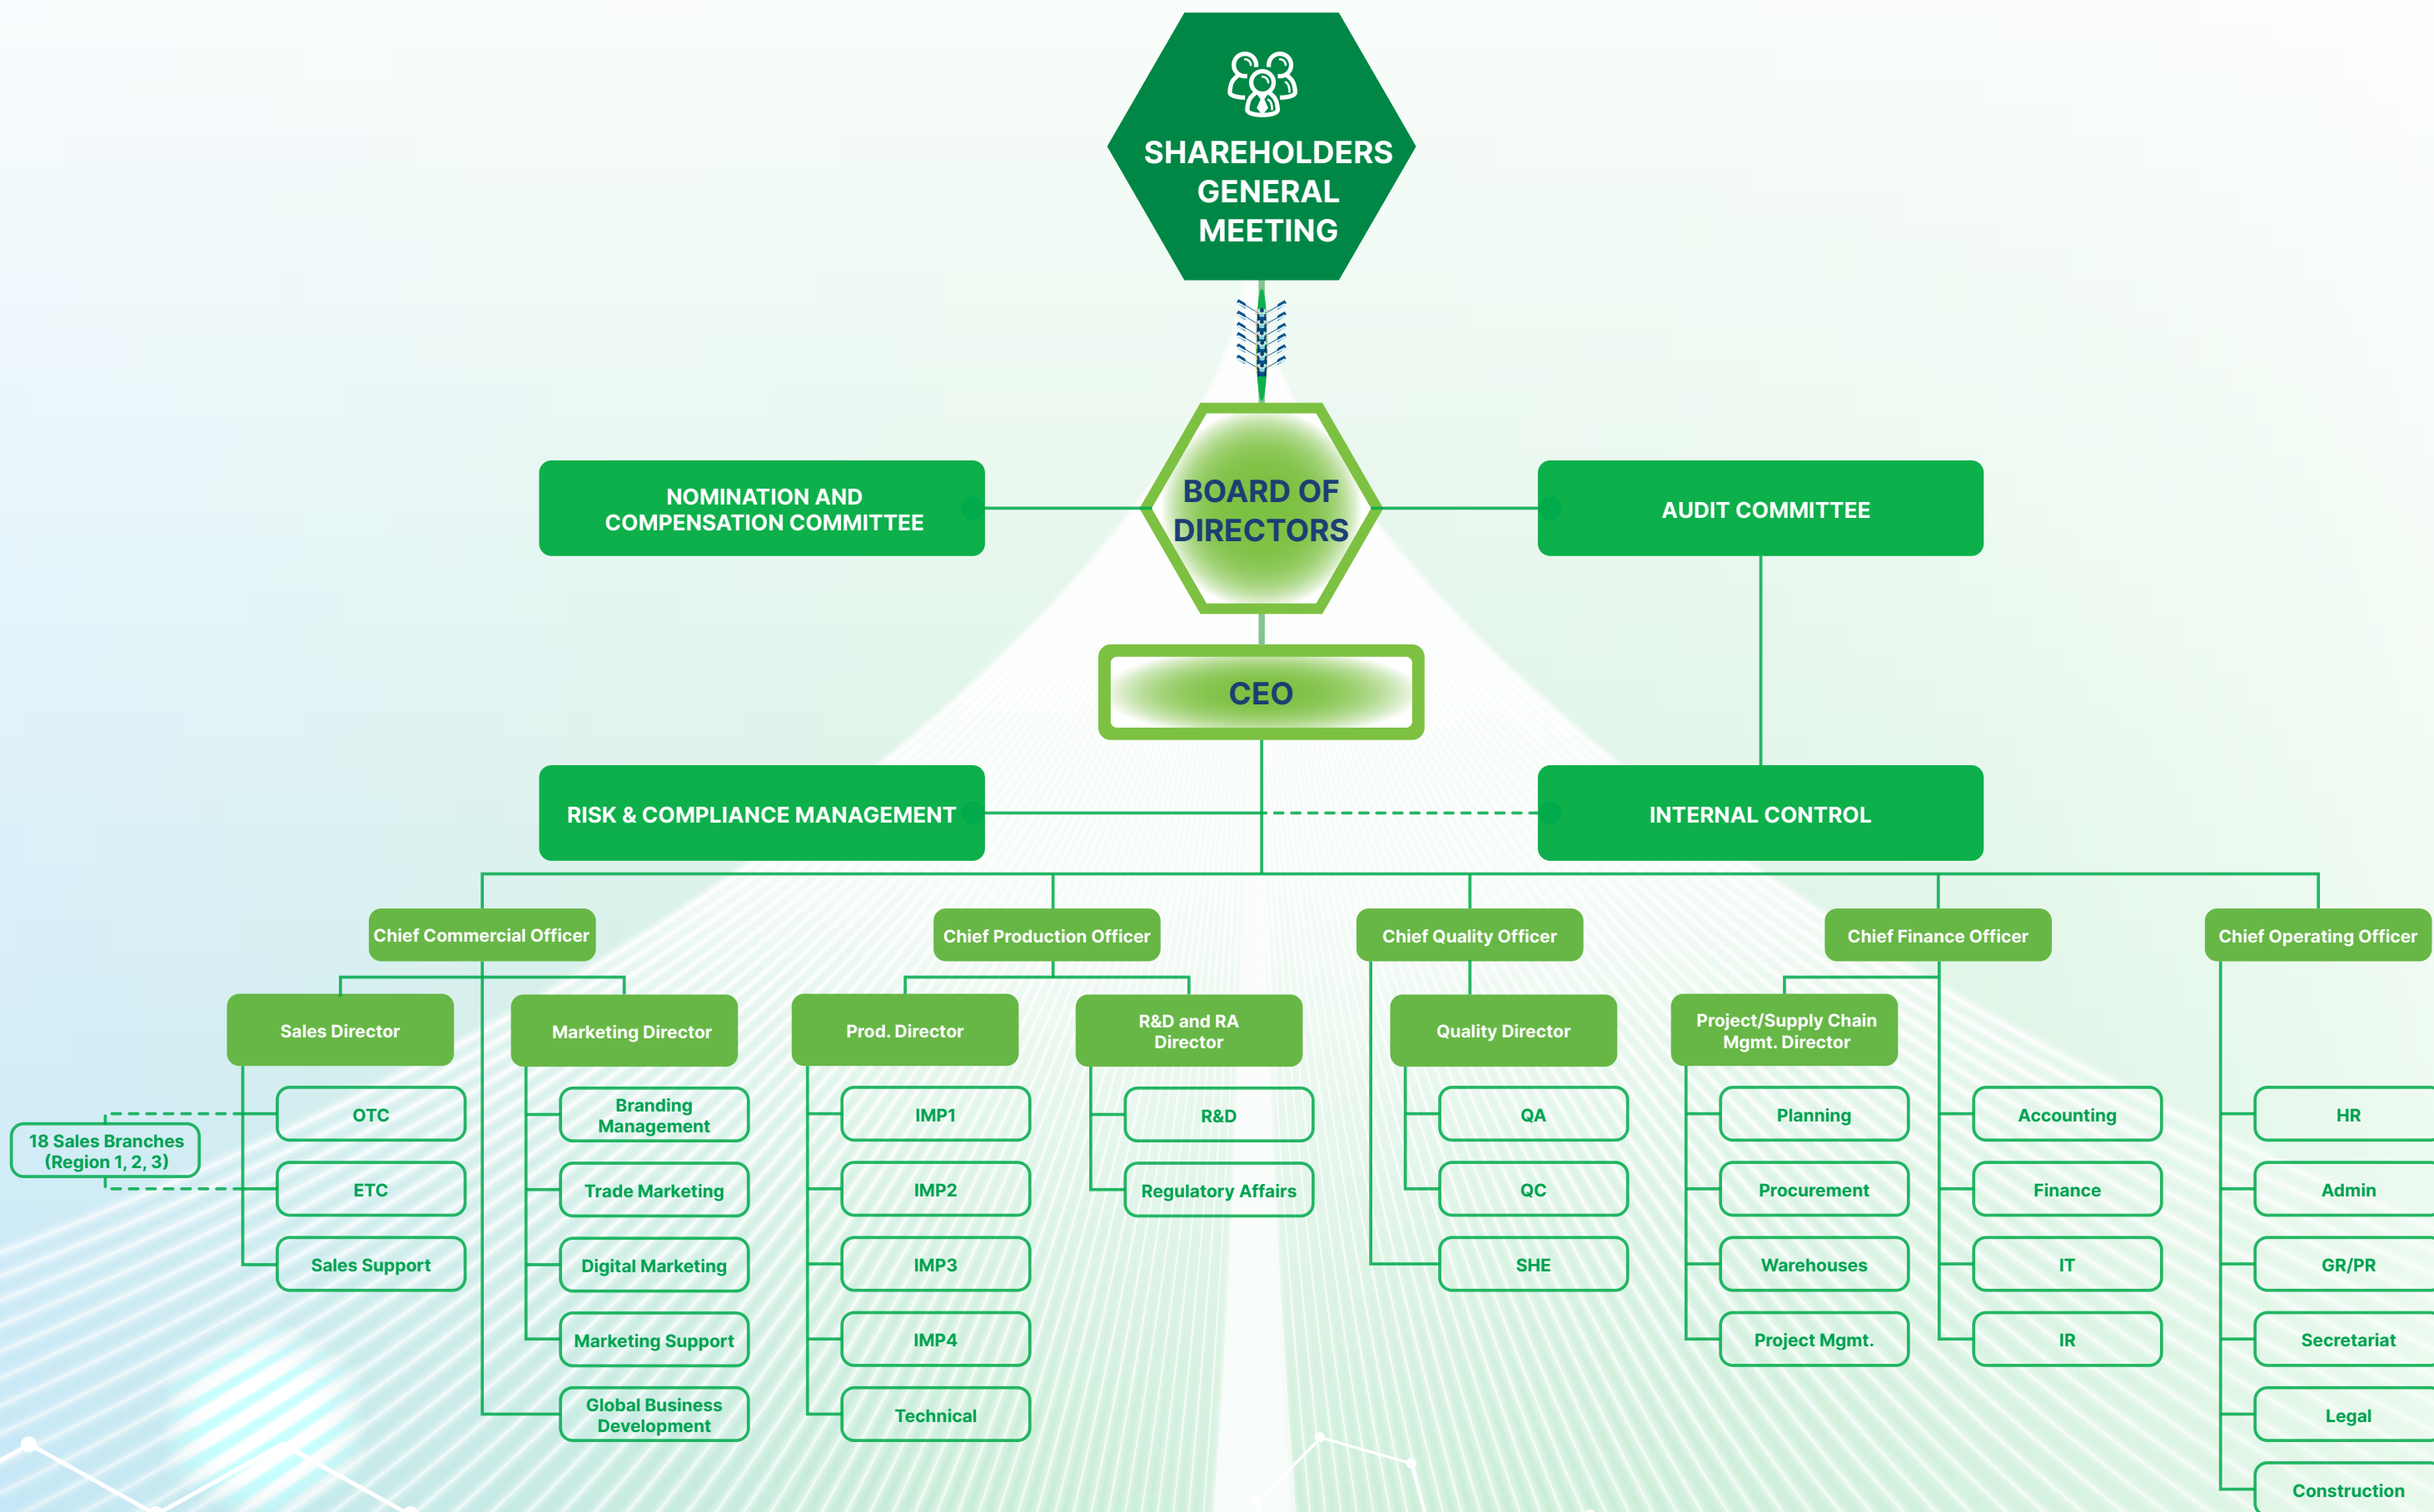 SHAREHOLDERS
GENERAL
MEETING
BOARD OF
DIRECTORS
NOMINATION AND
COMPENSATION COMMITTEE
AUDIT COMMITTEE
CEO
RISK & COMPLIANCE MANAGEMENT
INTERNAL CONTROL
Chief Commercial Officer
Chief Production Officer
Chief Quality Officer
Chief Finance Officer
Chief Operating Officer
Sales Director
Marketing Director
Prod. Director
R&D and RA
Director
Quality Director
Project/Supply Chain
Mgmt. Director
18 Sales Branches
(Region 1, 2, 3)
OTC
ETC
Sales Support
Branding
Management
Trade Marketing
Digital Marketing
Marketing Support
Global Business
Development
IMP1
IMP2
IMP3
IMP4
Technical
R&D
Regulatory Affairs
QA
QC
SHE
Planning
Procurement
Warehouses
Project Mgmt.
Accounting
Finance
IT
IR
HR
Admin
GR/PR
Secretariat
Legal
Construction